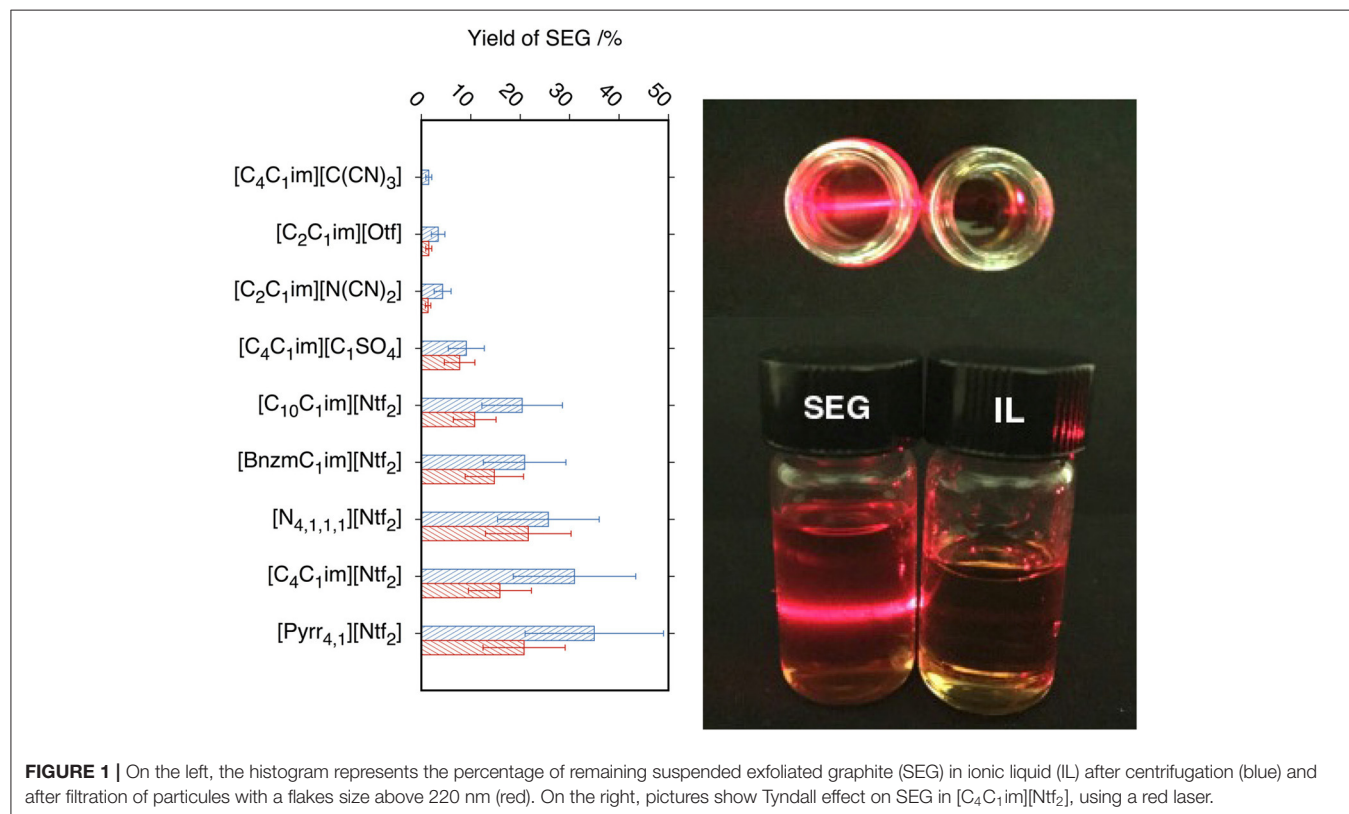 Yield of SEG /%
0 10 20 30 40 50
[C₄C₁im][C(CN)₃]
[C₂C₁im][Otf]
[C₂C₁im][N(CN)₂]
[C₄C₁im][C₁SO₄]
[C₁₀C₁im][Ntf₂]
[BnzmC₁im][Ntf₂]
[N₄,₁,₁,₁][Ntf₂]
[C₄C₁im][Ntf₂]
[Pyrr₄,₁][Ntf₂]
SEG IL
FIGURE 1 | On the left, the histogram represents the percentage of remaining suspended exfoliated graphite (SEG) in ionic liquid (IL) after centrifugation (blue) and
after filtration of particules with a flakes size above 220 nm (red). On the right, pictures show Tyndall effect on SEG in [C₄C₁im][Ntf₂], using a red laser.